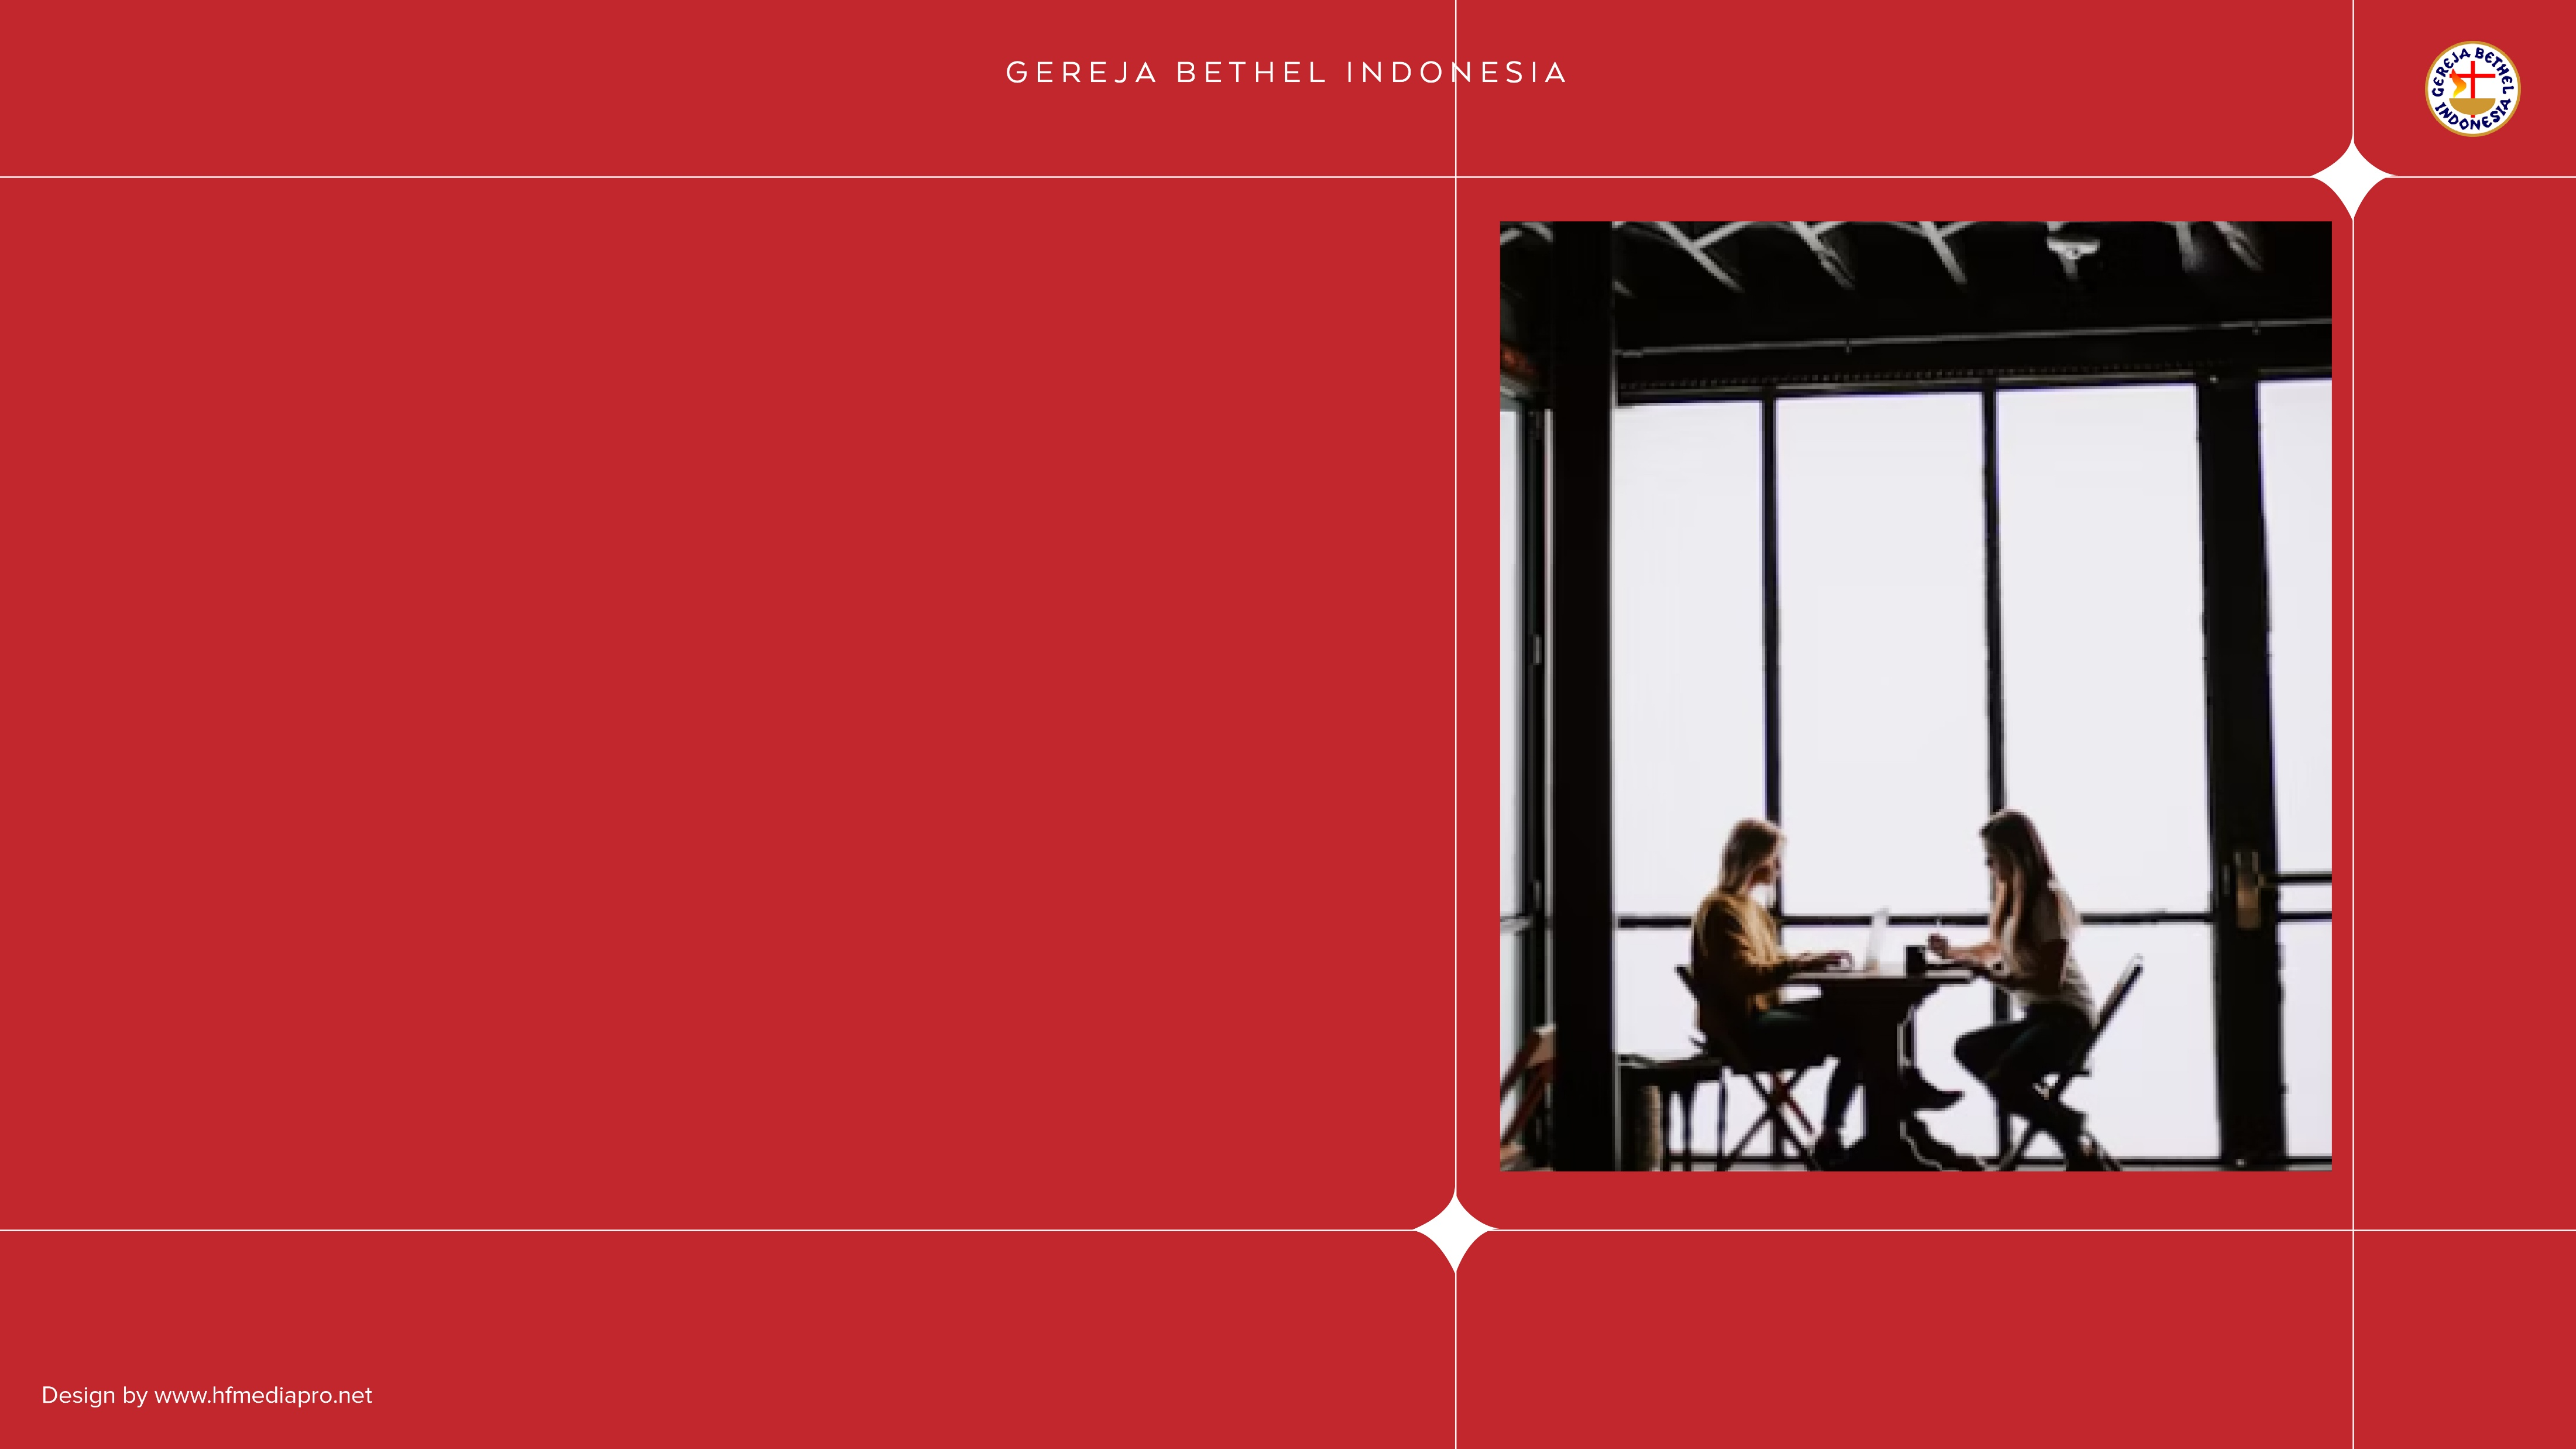 GEREJA BETHEL INDONESIA
GEREJA BETHEL
INDONESIA
Design by www.hfmediapro.net